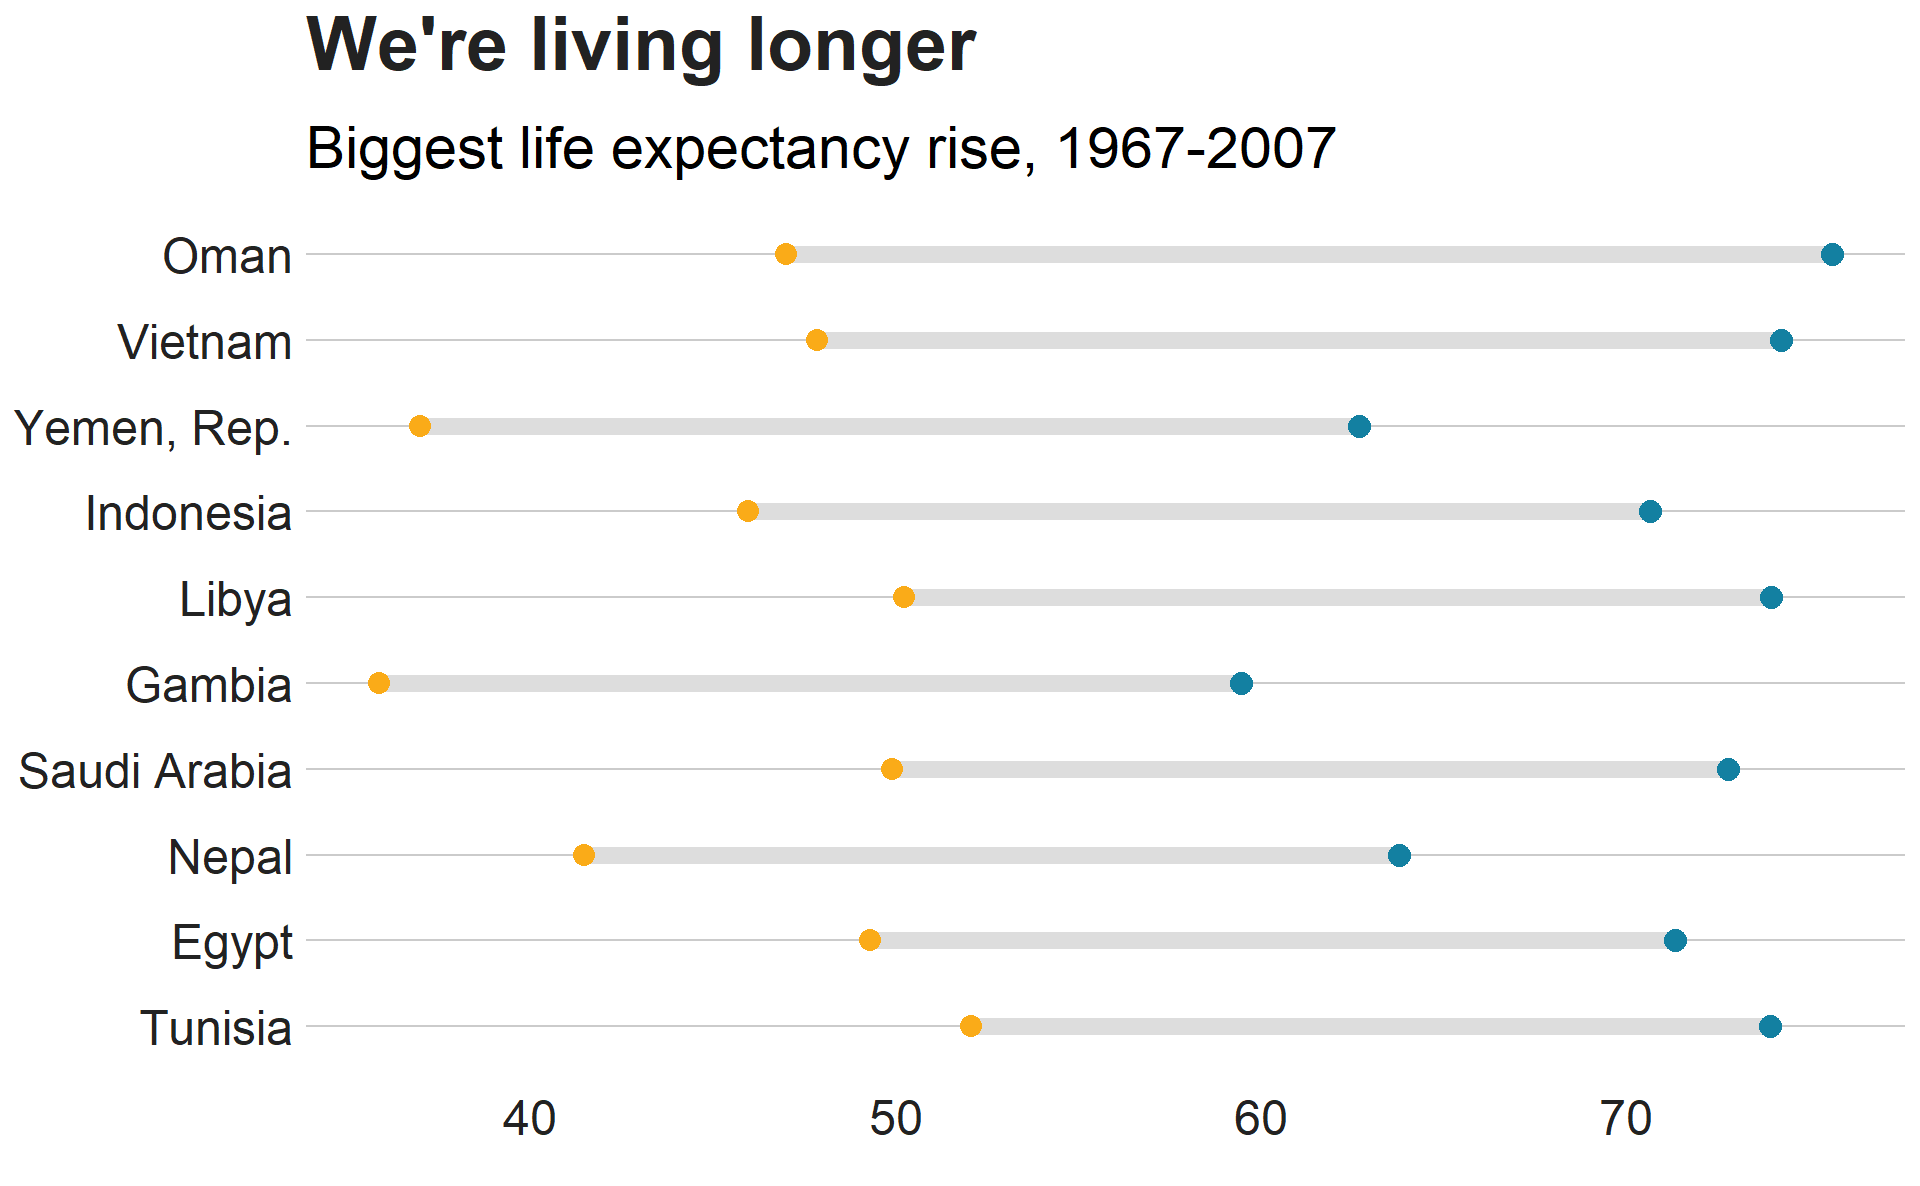 We're living longer
Biggest life expectancy rise, 1967-2007
Oman
Vietnam
Yemen, Rep.
Indonesia
Libya
Gambia
Saudi Arabia
Nepal
Egypt
Tunisia
40 50 60 70